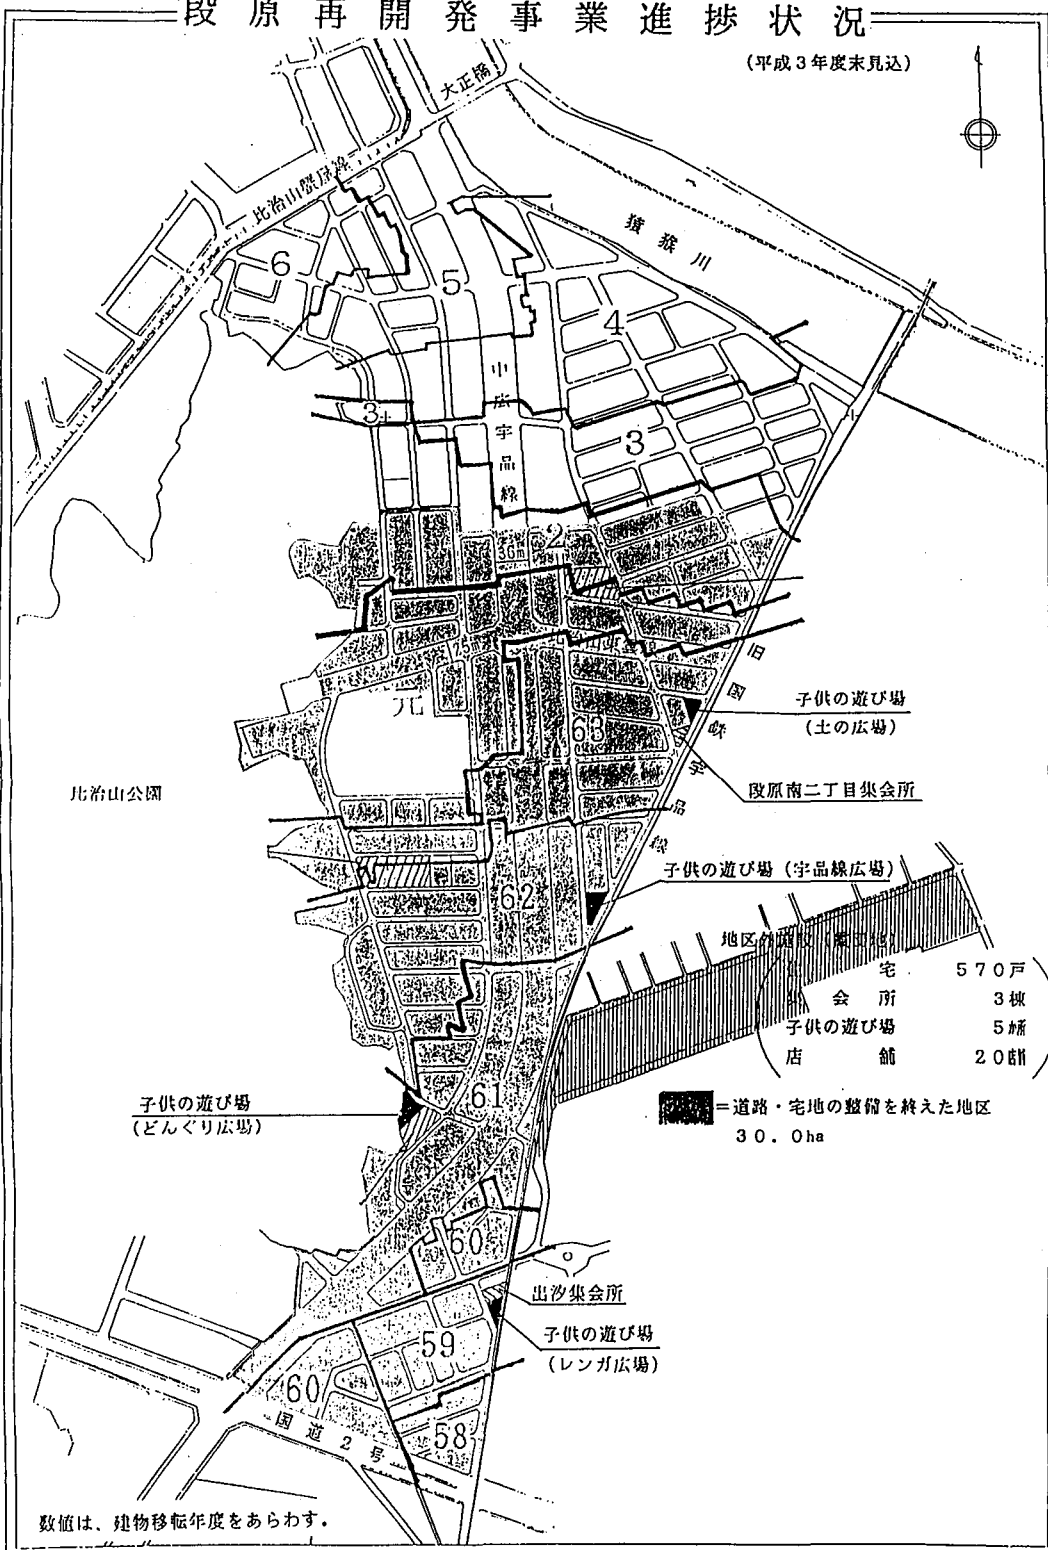 段原再開発事業進捗状況
(平成3年度末見込)
大正橋
比治山祭原線
猿猴川
6
5
4
中広宇品線
3
3
2
36m
旧国鉄宇品線
元
63
子供の遊び場
(土の広場)
段原南二丁目集会所
比治山公園
子供の遊び場(宇品線広場)
62
地区外
宅 570戸
会所 3棟
子供の遊び場 5
店舗 20
61
子供の遊び場
(どんぐり広場)
=道路・宅地の整備を終えた地区
30.0ha
60
出汐集会所
子供の遊び場
(レンガ広場)
59
60
58
国道2号
数値は、建物移転年度をあらわす。